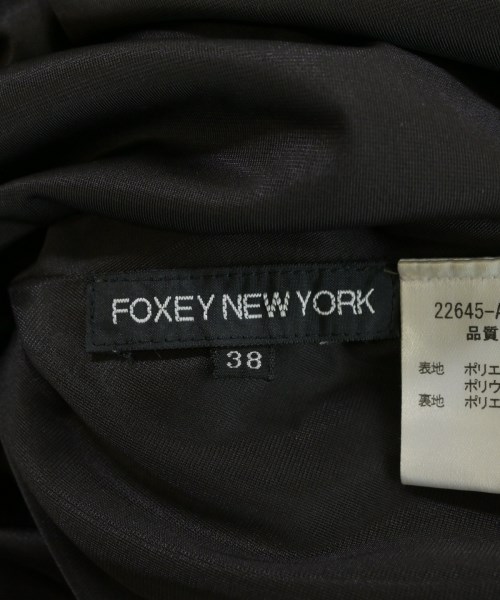 FOXEY NEW YORK
38
22645-A
品質
表地 ポリエ
ポリウ
裏地 ポリエ